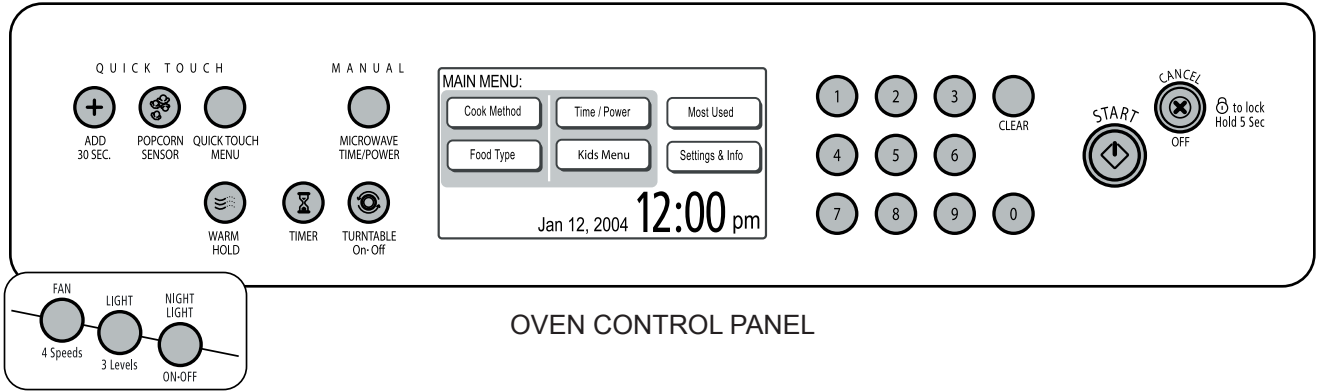 QUICK TOUCH
ADD
30 SEC.
POPCORN
SENSOR
QUICK TOUCH
MENU
WARM
HOLD
MANUAL
MICROWAVE
TIME/POWER
TIMER
TURNTABLE
On·Off
MAIN MENU:
Cook Method
Time / Power
Most Used
Food Type
Kids Menu
Settings & Info
Jan 12, 2004 12:00 pm
1 2 3
CLEAR
4 5 6
7 8 9 0
START
CANCEL
OFF
to lock
Hold 5 Sec
FAN
4 Speeds
LIGHT
3 Levels
NIGHT
LIGHT
ON·OFF
OVEN CONTROL PANEL